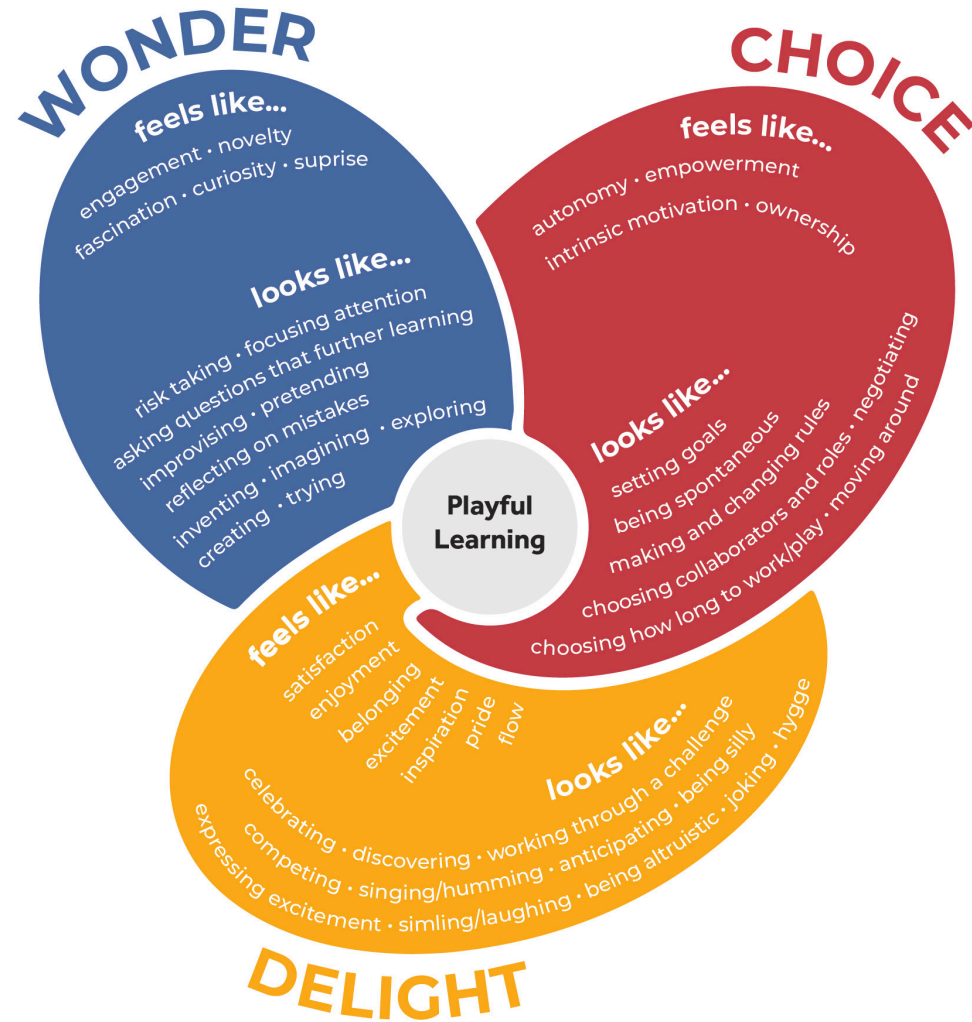 WONDER
feels like...
engagement · novelty
fascination · curiosity · suprise
looks like...
risk taking · focusing attention
asking questions that further learning
improvising · pretending
reflecting on mistakes
inventing · imagining · exploring
creating · trying
CHOICE
feels like...
autonomy · empowerment
intrinsic motivation · ownership
looks like...
setting goals
being spontaneous
making and changing rules
choosing collaborators and roles · negotiating
choosing how long to work/play · moving around
Playful
Learning
feels like...
satisfaction
enjoyment
belonging
excitement
inspiration
pride
flow
looks like...
celebrating · discovering · working through a challenge
competing · singing/humming · anticipating · being silly
expressing excitement · simling/laughing · being altruistic · joking · hygge
DELIGHT